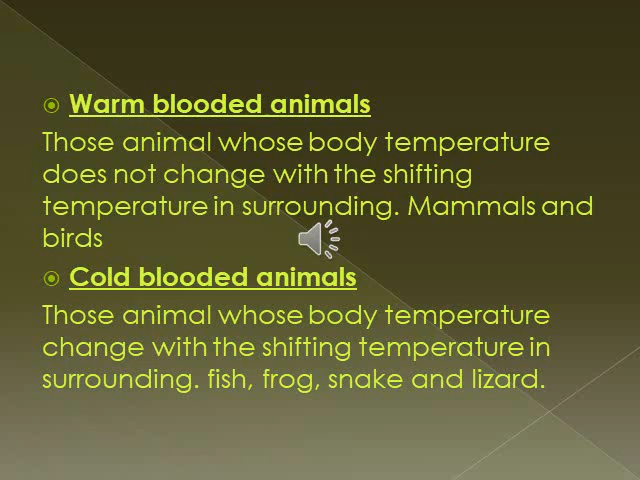 Warm blooded animals
Those animal whose body temperature
does not change with the shifting
temperature in surrounding. Mammals and
birds
Cold blooded animals
Those animal whose body temperature
change with the shifting temperature in
surrounding. fish, frog, snake and lizard.